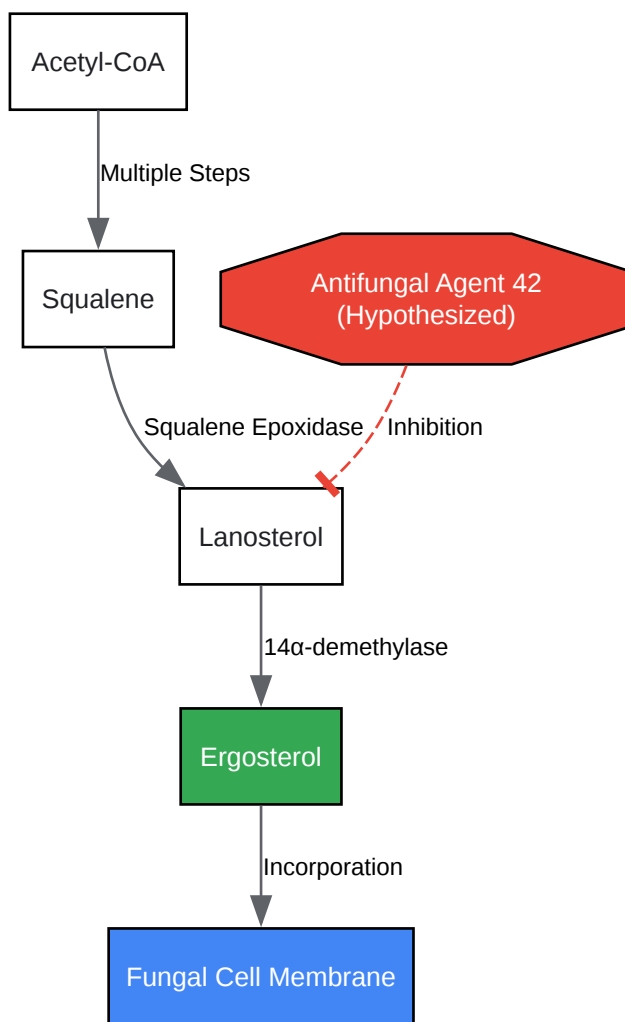 Acetyl-CoA
Multiple Steps
Squalene
Antifungal Agent 42
(Hypothesized)
Squalene Epoxidase
Inhibition
Lanosterol
14α-demethylase
Ergosterol
Incorporation
Fungal Cell Membrane